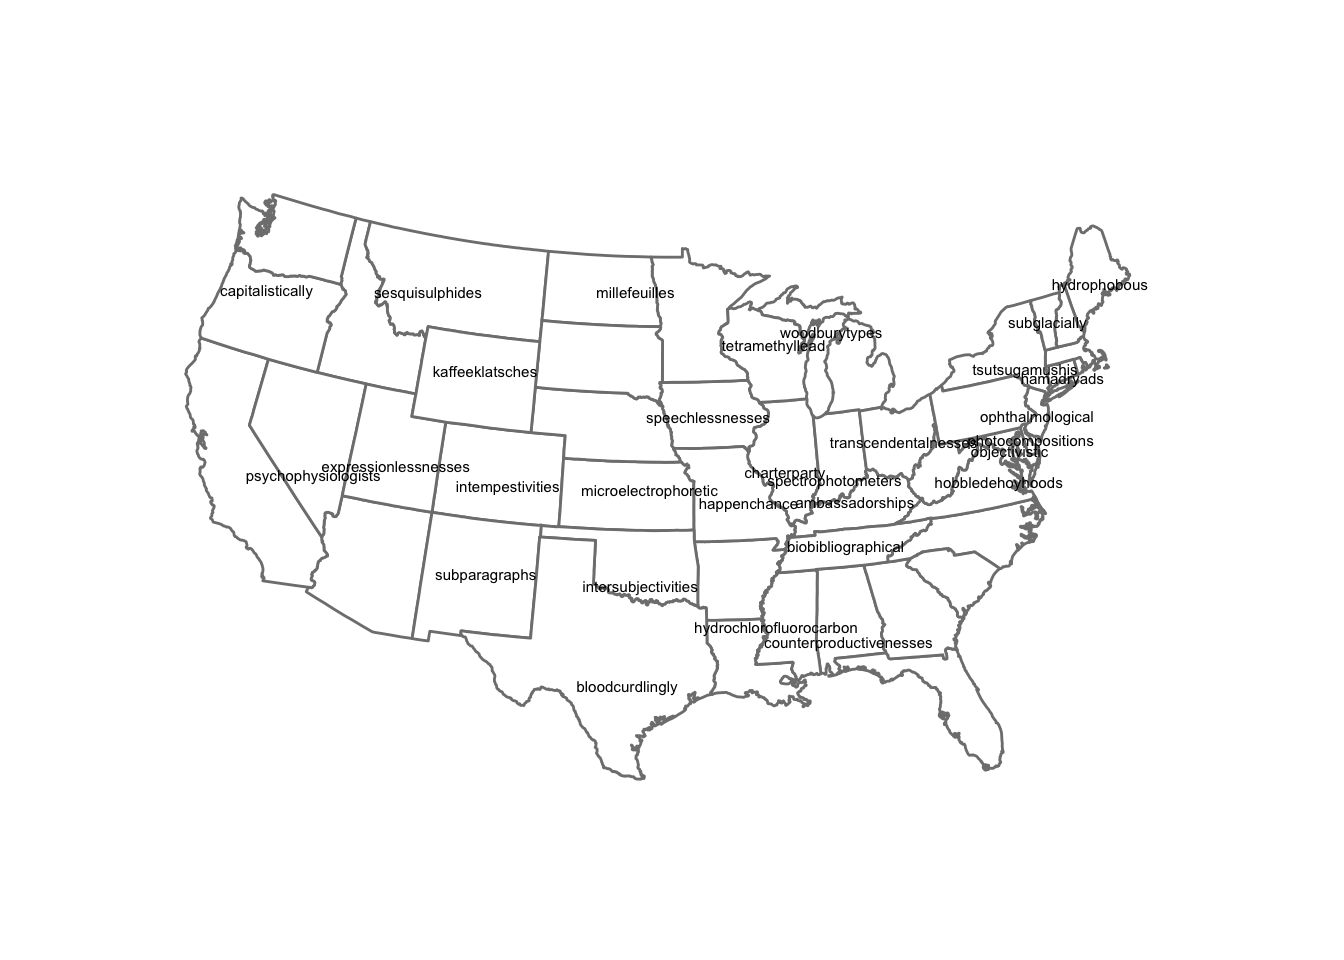 hydrophobous
capitalistically
sesquisulphides
millefeuilles
subglacially
woodburytypes
tetramethyllead
kaffeeklatsches
tsutsugamushis
hamadryads
speechlessnesses
ophthalmological
transcendentalnesses
photocompositions
objectivistic
expressionlessnesses
psychophysiologists
charterparty
spectrophotometers
hobbledehoyhoods
intempestivities
microelectrophoretic
happenchance
ambassadorships
biobibliographical
subparagraphs
intersubjectivities
hydrochlorofluorocarbon
counterproductivenesses
bloodcurdlingly